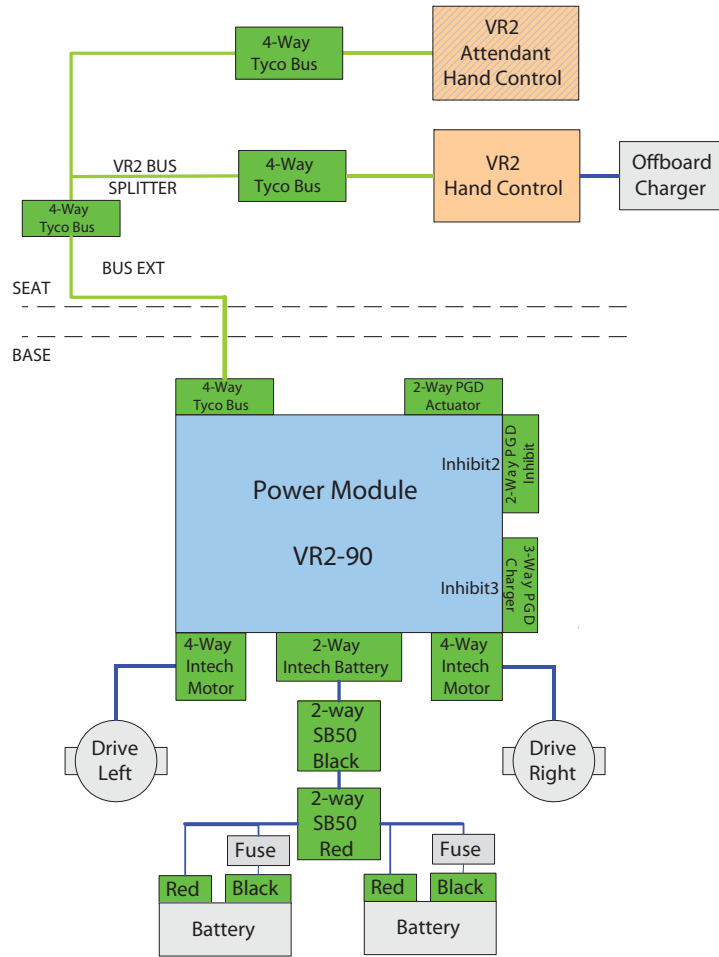 4-Way
Tyco Bus
VR2
Attendant
Hand Control
VR2 BUS
SPLITTER
4-Way
Tyco Bus
VR2
Hand Control
Offboard
Charger
4-Way
Tyco Bus
BUS EXT
SEAT
BASE
4-Way
Tyco Bus
2-Way PGD
Actuator
Inhibit2
2-Way PGD
Inhibit
Power Module
VR2-90
Inhibit3
3-Way PGD
Charger
4-Way
Intech
Motor
2-Way
Intech Battery
4-Way
Intech
Motor
2-way
SB50
Black
Drive
Left
Drive
Right
2-way
SB50
Red
Fuse
Fuse
Red
Black
Red
Black
Battery
Battery